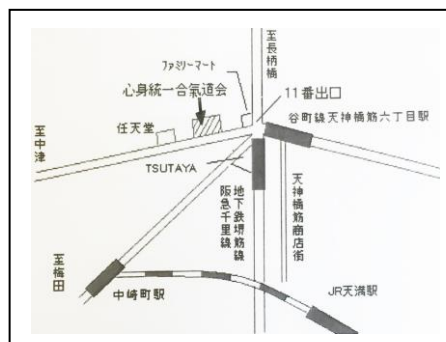 至長柄橋
ファミリーマート
心身統一合氣道会
11番出口
任天堂
谷町線天神橋筋六丁目駅
至中津
TSUTAYA
地下鉄堺筋線
阪急千里線
天神橋筋商店街
至梅田
中崎町駅
JR天満駅